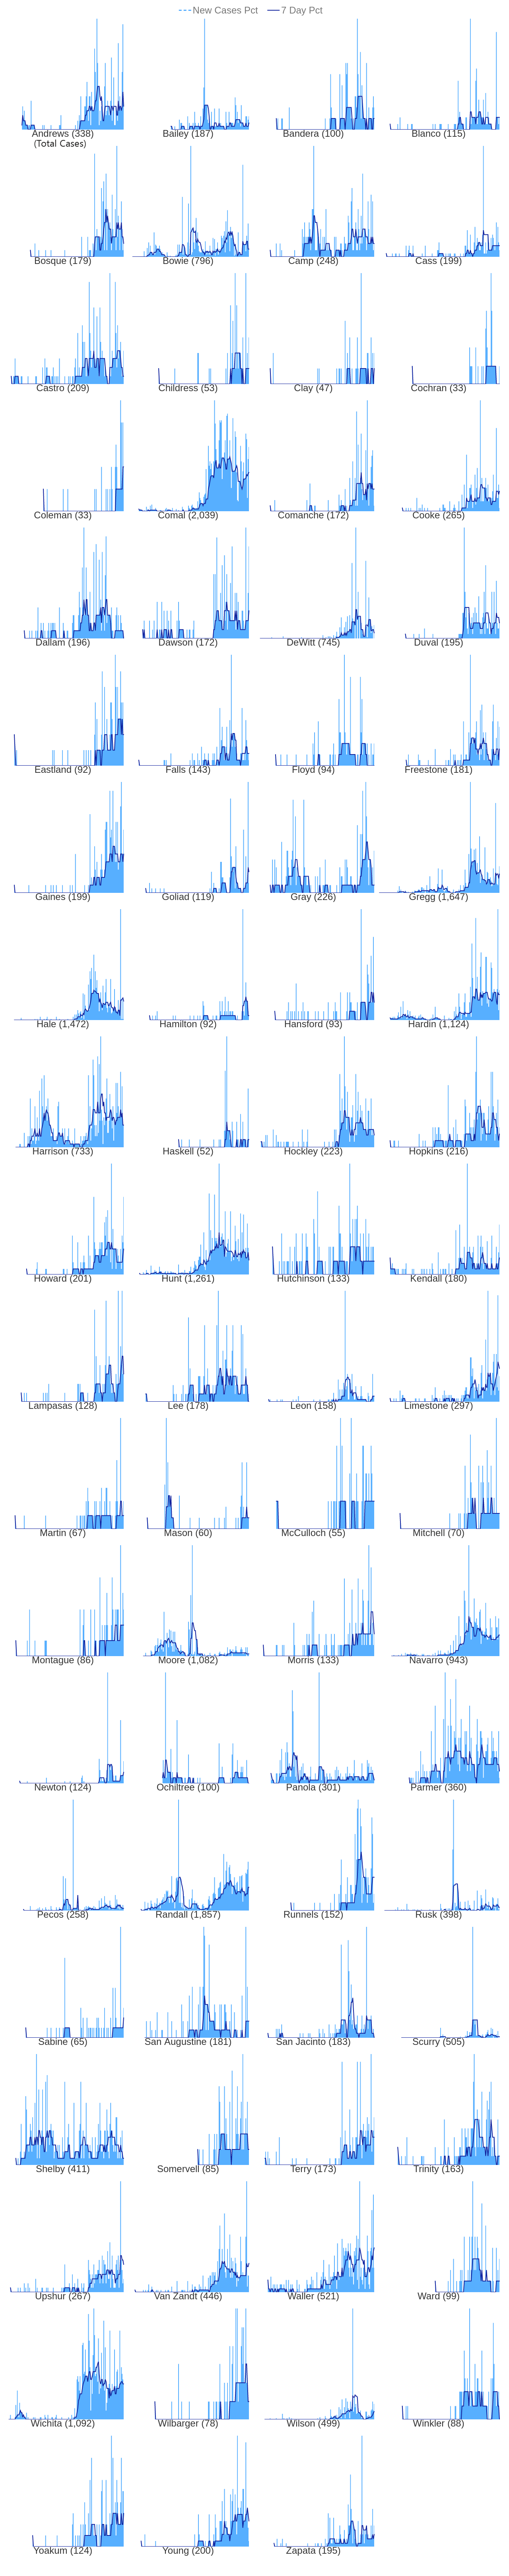 New Cases Pct 7 Day Pct
Andrews (338) Bailey (187) Bandera (100) Blanco (115)
(Total Cases)
Bosque (179) Bowie (796) Camp (248) Cass (199)
Castro (209) Childress (53) Clay (47) Cochran (33)
Coleman (33) Comal (2,039) Comanche (172) Cooke (265)
Dallam (196) Dawson (172) DeWitt (745) Duval (195)
Eastland (92) Falls (143) Floyd (94) Freestone (181)
Gaines (199) Goliad (119) Gray (226) Gregg (1,647)
Hale (1,472) Hamilton (92) Hansford (93) Hardin (1,124)
Harrison (733) Haskell (52) Hockley (223) Hopkins (216)
Howard (201) Hunt (1,261) Hutchinson (133) Kendall (180)
Lampasas (128) Lee (178) Leon (158) Limestone (297)
Martin (67) Mason (60) McCulloch (55) Mitchell (70)
Montague (86) Moore (1,082) Morris (133) Navarro (943)
Newton (124) Ochiltree (100) Panola (301) Parmer (360)
Pecos (258) Randall (1,857) Runnels (152) Rusk (398)
Sabine (65) San Augustine (181) San Jacinto (183) Scurry (505)
Shelby (411) Somervell (85) Terry (173) Trinity (163)
Upshur (267) Van Zandt (446) Waller (521) Ward (99)
Wichita (1,092) Wilbarger (78) Wilson (499) Winkler (88)
Yoakum (124) Young (200) Zapata (195)